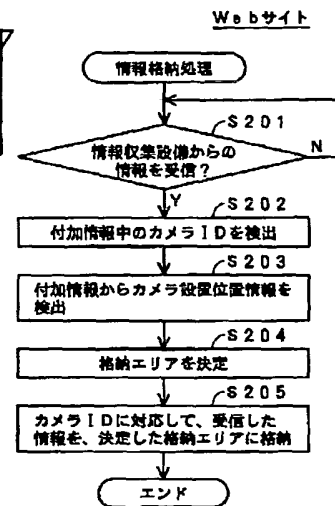 Webサイト
情報格納処理
S201
情報収集設備からの
情報を受信?
N
Y
S202
付加情報中のカメラIDを検出
S203
付加情報からカメラ設置位置情報を
検出
S204
格納エリアを決定
S205
カメラIDに対応して、受信した
情報を、決定した格納エリアに格納
エンド